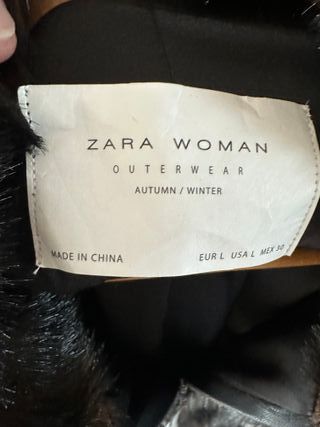 ZARA WOMAN
OUTERWEAR
AUTUMN / WINTER
MADE IN CHINA
EUR L USA L MEX 30